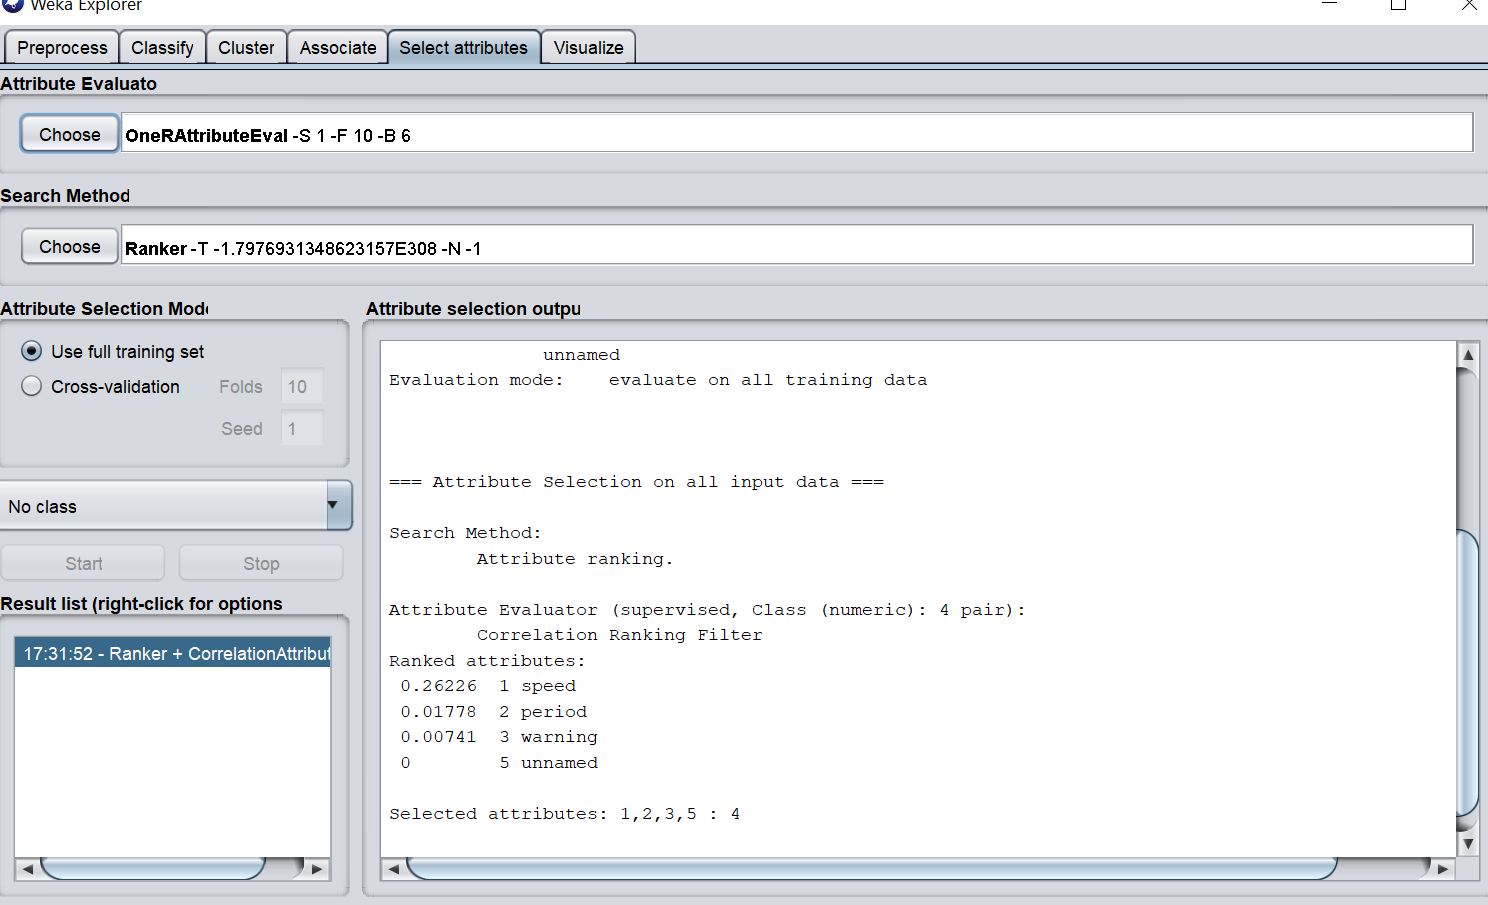 Weka Explorer
Preprocess Classify Cluster Associate Select attributes Visualize
Attribute Evaluato
Choose OneRAttributeEval -S 1 -F 10 -B 6
Search Method
Choose Ranker -T -1.7976931348623157E308 -N -1
Attribute Selection Mod
Use full training set
Cross-validation Folds 10
Seed 1
No class
Start Stop
Result list (right-click for options
17:31:52 - Ranker + CorrelationAttribut
Attribute selection outpu
unnamed
Evaluation mode: evaluate on all training data
=== Attribute Selection on all input data ===
Search Method:
Attribute ranking.
Attribute Evaluator (supervised, Class (numeric): 4 pair):
Correlation Ranking Filter
Ranked attributes:
0.26226 1 speed
0.01778 2 period
0.00741 3 warning
0 5 unnamed
Selected attributes: 1,2,3,5 : 4